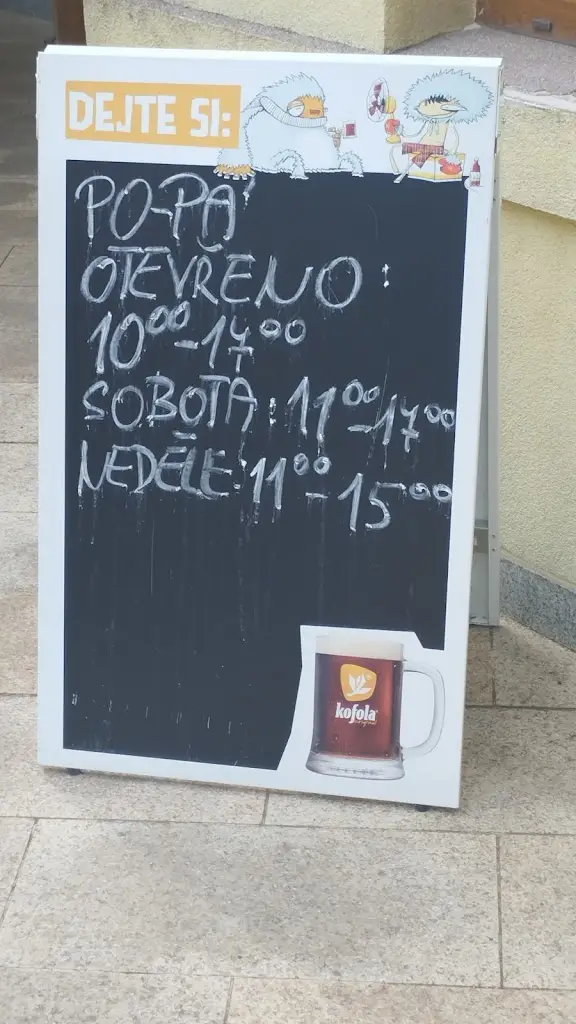 DEJTE SI:
PO-PÁ
OTEVŘENO:
10⁰⁰-17⁰⁰
SOBOTA: 11⁰⁰-17⁰⁰
NEDĚLE: 11⁰⁰-15⁰⁰
kofola